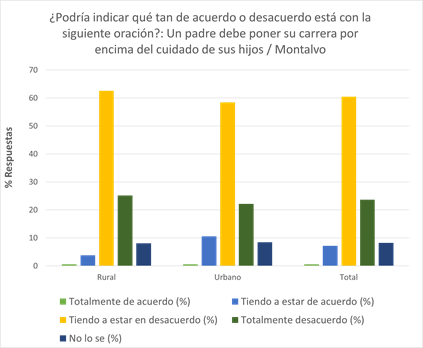 ¿Podría indicar qué tan de acuerdo o desacuerdo está con la
siguiente oración?: Un padre debe poner su carrera por
encima del cuidado de sus hijos / Montalvo
70
60
50
40
30
20
10
0
% Respuestas
Rural Urbano Total
Totalmente de acuerdo (%) Tiendo a estar de acuerdo (%)
Tiendo a estar en desacuerdo (%) Totalmente desacuerdo (%)
No lo se (%)